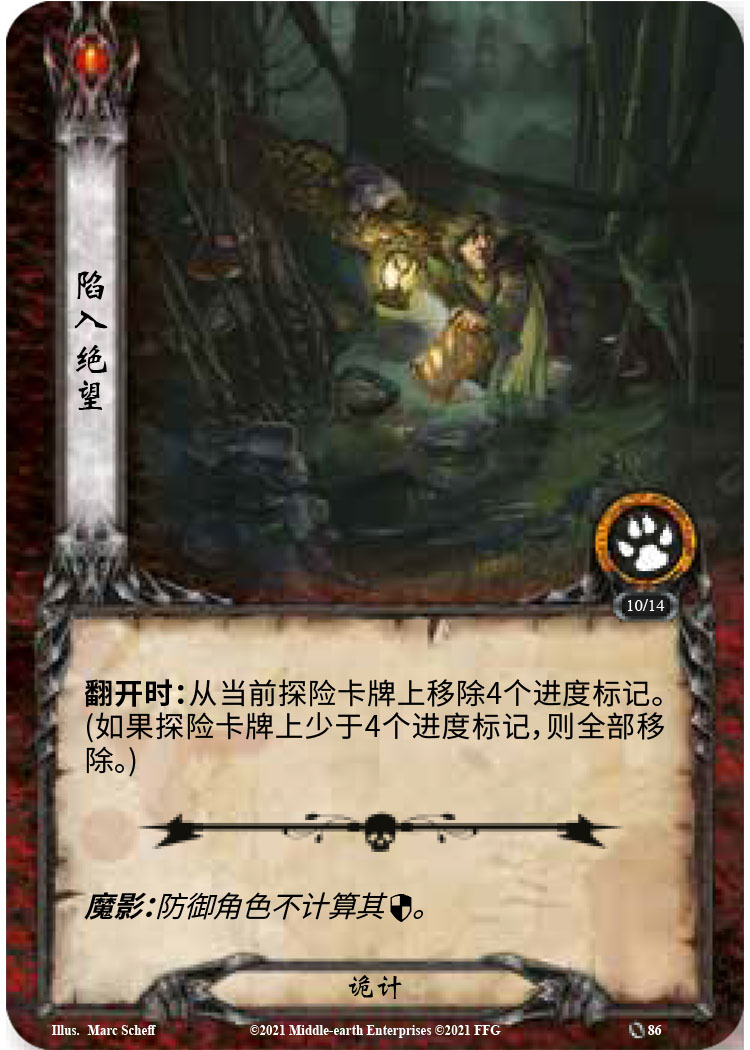 陷入绝望
10/14
翻开时：从当前探险卡牌上移除4个进度标记。
(如果探险卡牌上少于4个进度标记，则全部移
除。)
魔影：防御角色不计算其。
诡计
Illus. Marc Scheff
©2021 Middle-earth Enterprises ©2021 FFG
86